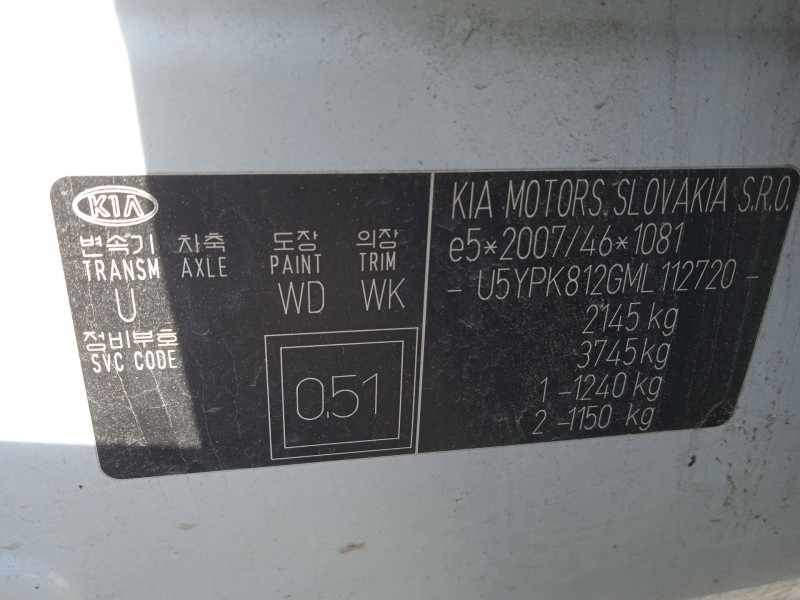 KIA
변속기 차축 도장 의장
TRANSM AXLE PAINT TRIM
U WD WK
정비부호
SVC CODE
0.51
KIA MOTORS SLOVAKIA S.R.O.
e5*2007/46*1081
- U5YPK812GML112720 -
2145 kg
3745 kg
1 -1240 kg
2 -1150 kg